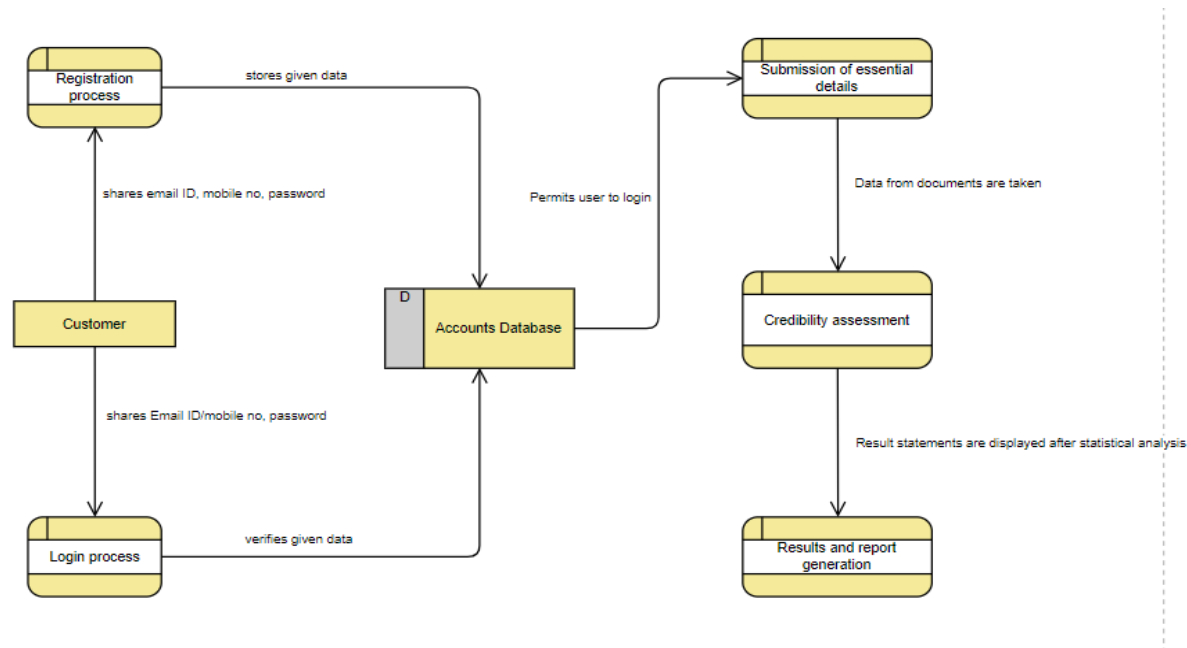 Registration
process
stores given data
Submission of essential
details
shares email ID, mobile no, password
Permits user to login
Data from documents are taken
D
Customer
Accounts Database
Credibility assessment
shares Email ID/mobile no, password
Result statements are displayed after statistical analysis
Login process
verifies given data
Results and report
generation